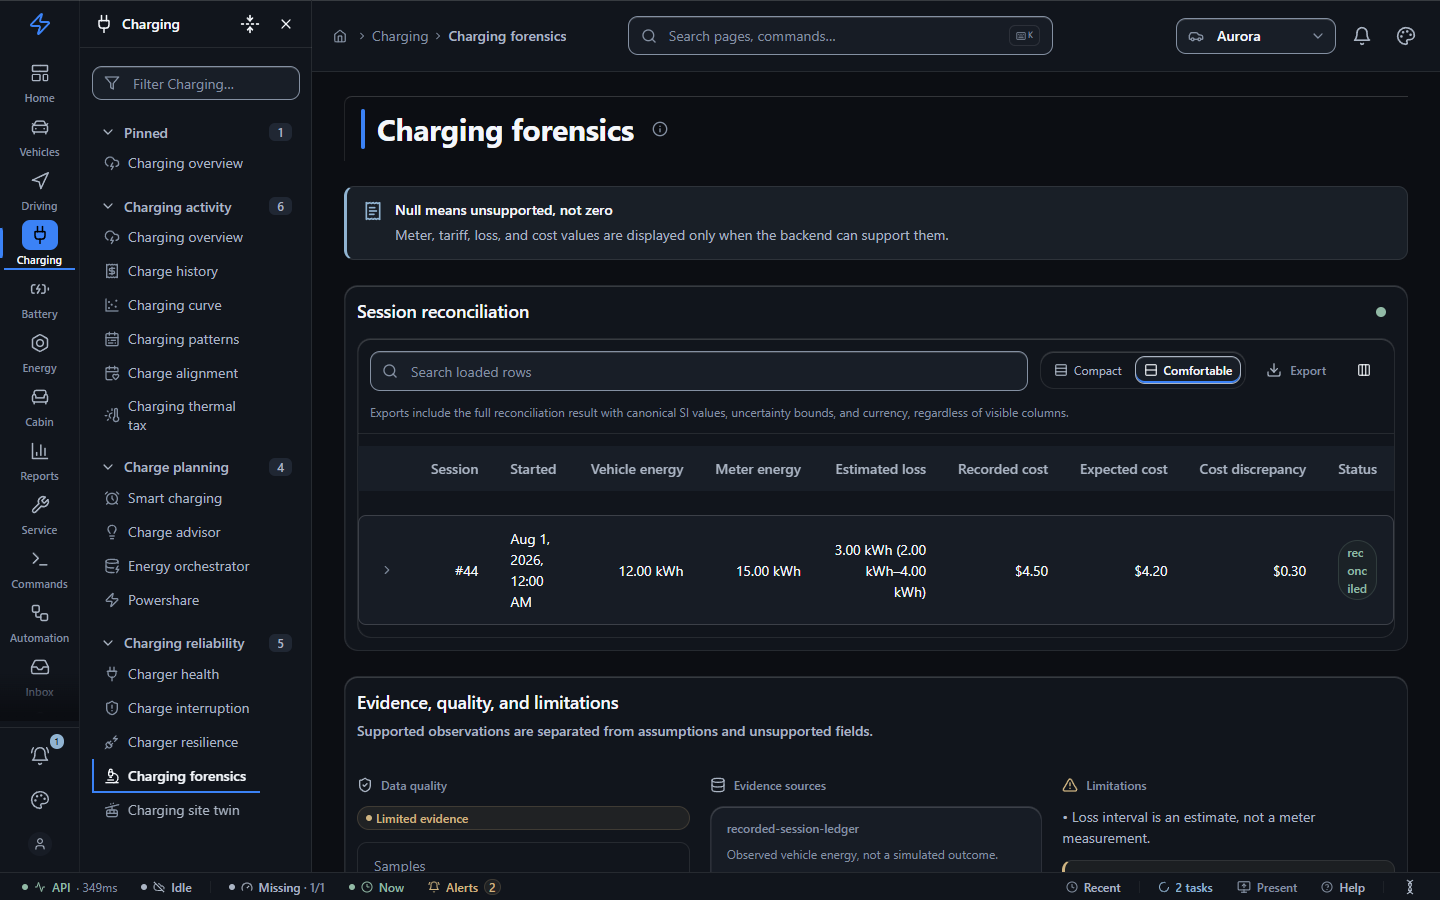 Charging
Charging
Charging forensics
Search pages, commands...
K
Aurora
Home
Vehicles
Driving
Charging
Battery
Energy
Cabin
Reports
Service
Commands
Automation
Inbox
1
Filter Charging...
Pinned
1
Charging overview
Charging activity
6
Charging overview
Charge history
Charging curve
Charging patterns
Charge alignment
Charging thermal
tax
Charge planning
4
Smart charging
Charge advisor
Energy orchestrator
Powershare
Charging reliability
5
Charger health
Charge interruption
Charger resilience
Charging forensics
Charging site twin
Charging forensics
Null means unsupported, not zero
Meter, tariff, loss, and cost values are displayed only when the backend can support them.
Session reconciliation
Search loaded rows
Compact
Comfortable
Export
Exports include the full reconciliation result with canonical SI values, uncertainty bounds, and currency, regardless of visible columns.
Session Started Vehicle energy Meter energy Estimated loss Recorded cost Expected cost Cost discrepancy Status
#44
Aug 1,
2026,
12:00
AM
12.00 kWh
15.00 kWh
3.00 kWh (2.00
kWh–4.00
kWh)
$4.50
$4.20
$0.30
rec
onc
iled
Evidence, quality, and limitations
Supported observations are separated from assumptions and unsupported fields.
Data quality
Limited evidence
Samples
Evidence sources
recorded-session-ledger
Observed vehicle energy, not a simulated outcome.
Limitations
• Loss interval is an estimate, not a meter
measurement.
API · 349ms
Idle
Missing · 1/1
Now
Alerts 2
Recent
2 tasks
Present
Help